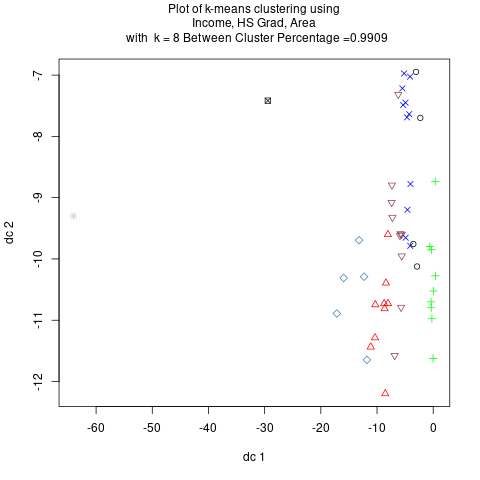 Plot of k-means clustering using
Income, HS Grad, Area
with  k = 8 Between Cluster Percentage =0.9909
-7
-8
-9
-10
-11
-12
dc 2
-60
-50
-40
-30
-20
-10
0
dc 1